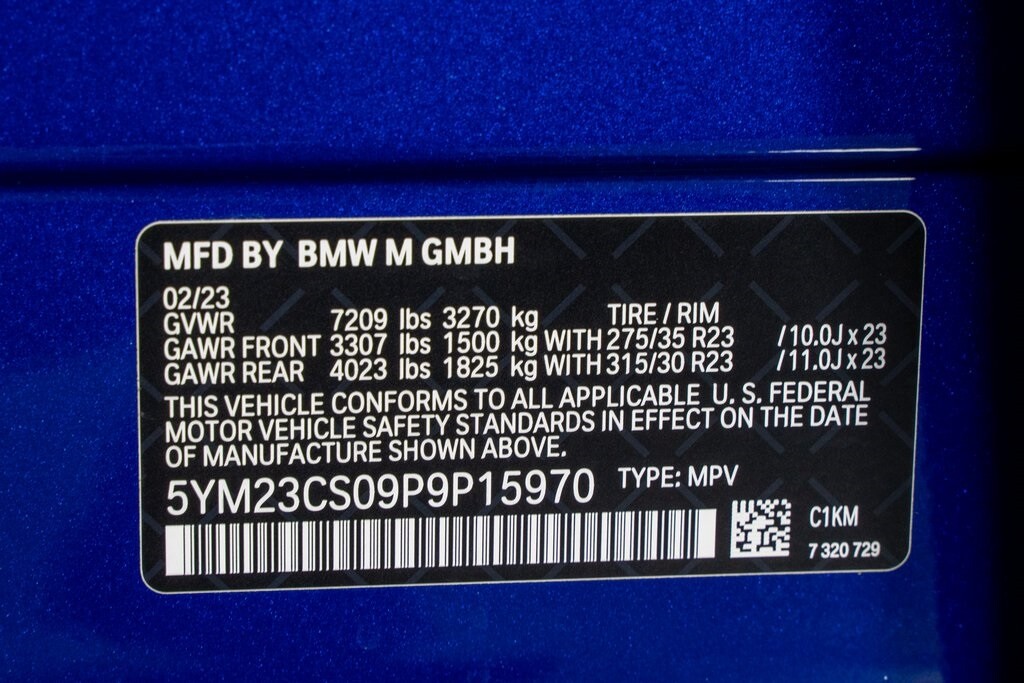 MFD BY BMW M GMBH
02/23
GVWR 7209 lbs 3270 kg TIRE / RIM
GAWR FRONT 3307 lbs 1500 kg WITH 275/35 R23 /10.0J x 23
GAWR REAR 4023 lbs 1825 kg WITH 315/30 R23 /11.0J x 23
THIS VEHICLE CONFORMS TO ALL APPLICABLE U. S. FEDERAL
MOTOR VEHICLE SAFETY STANDARDS IN EFFECT ON THE DATE
OF MANUFACTURE SHOWN ABOVE.
5YM23CS09P9P15970 TYPE: MPV
C1KM
7 320 729